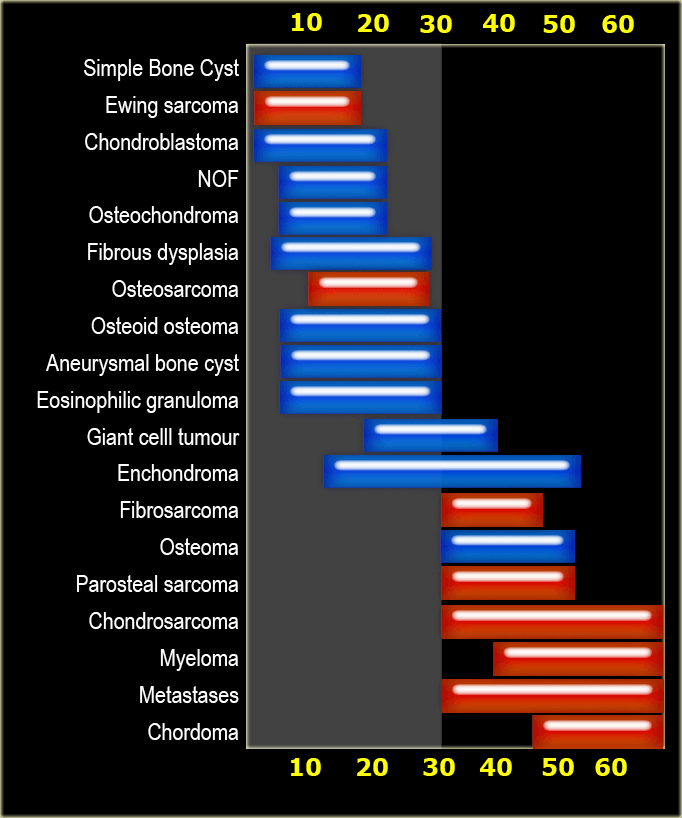 10 20 30 40 50 60
Simple Bone Cyst
Ewing sarcoma
Chondroblastoma
NOF
Osteochondroma
Fibrous dysplasia
Osteosarcoma
Osteoid osteoma
Aneurysmal bone cyst
Eosinophilic granuloma
Giant celll tumour
Enchondroma
Fibrosarcoma
Osteoma
Parosteal sarcoma
Chondrosarcoma
Myeloma
Metastases
Chordoma
10 20 30 40 50 60